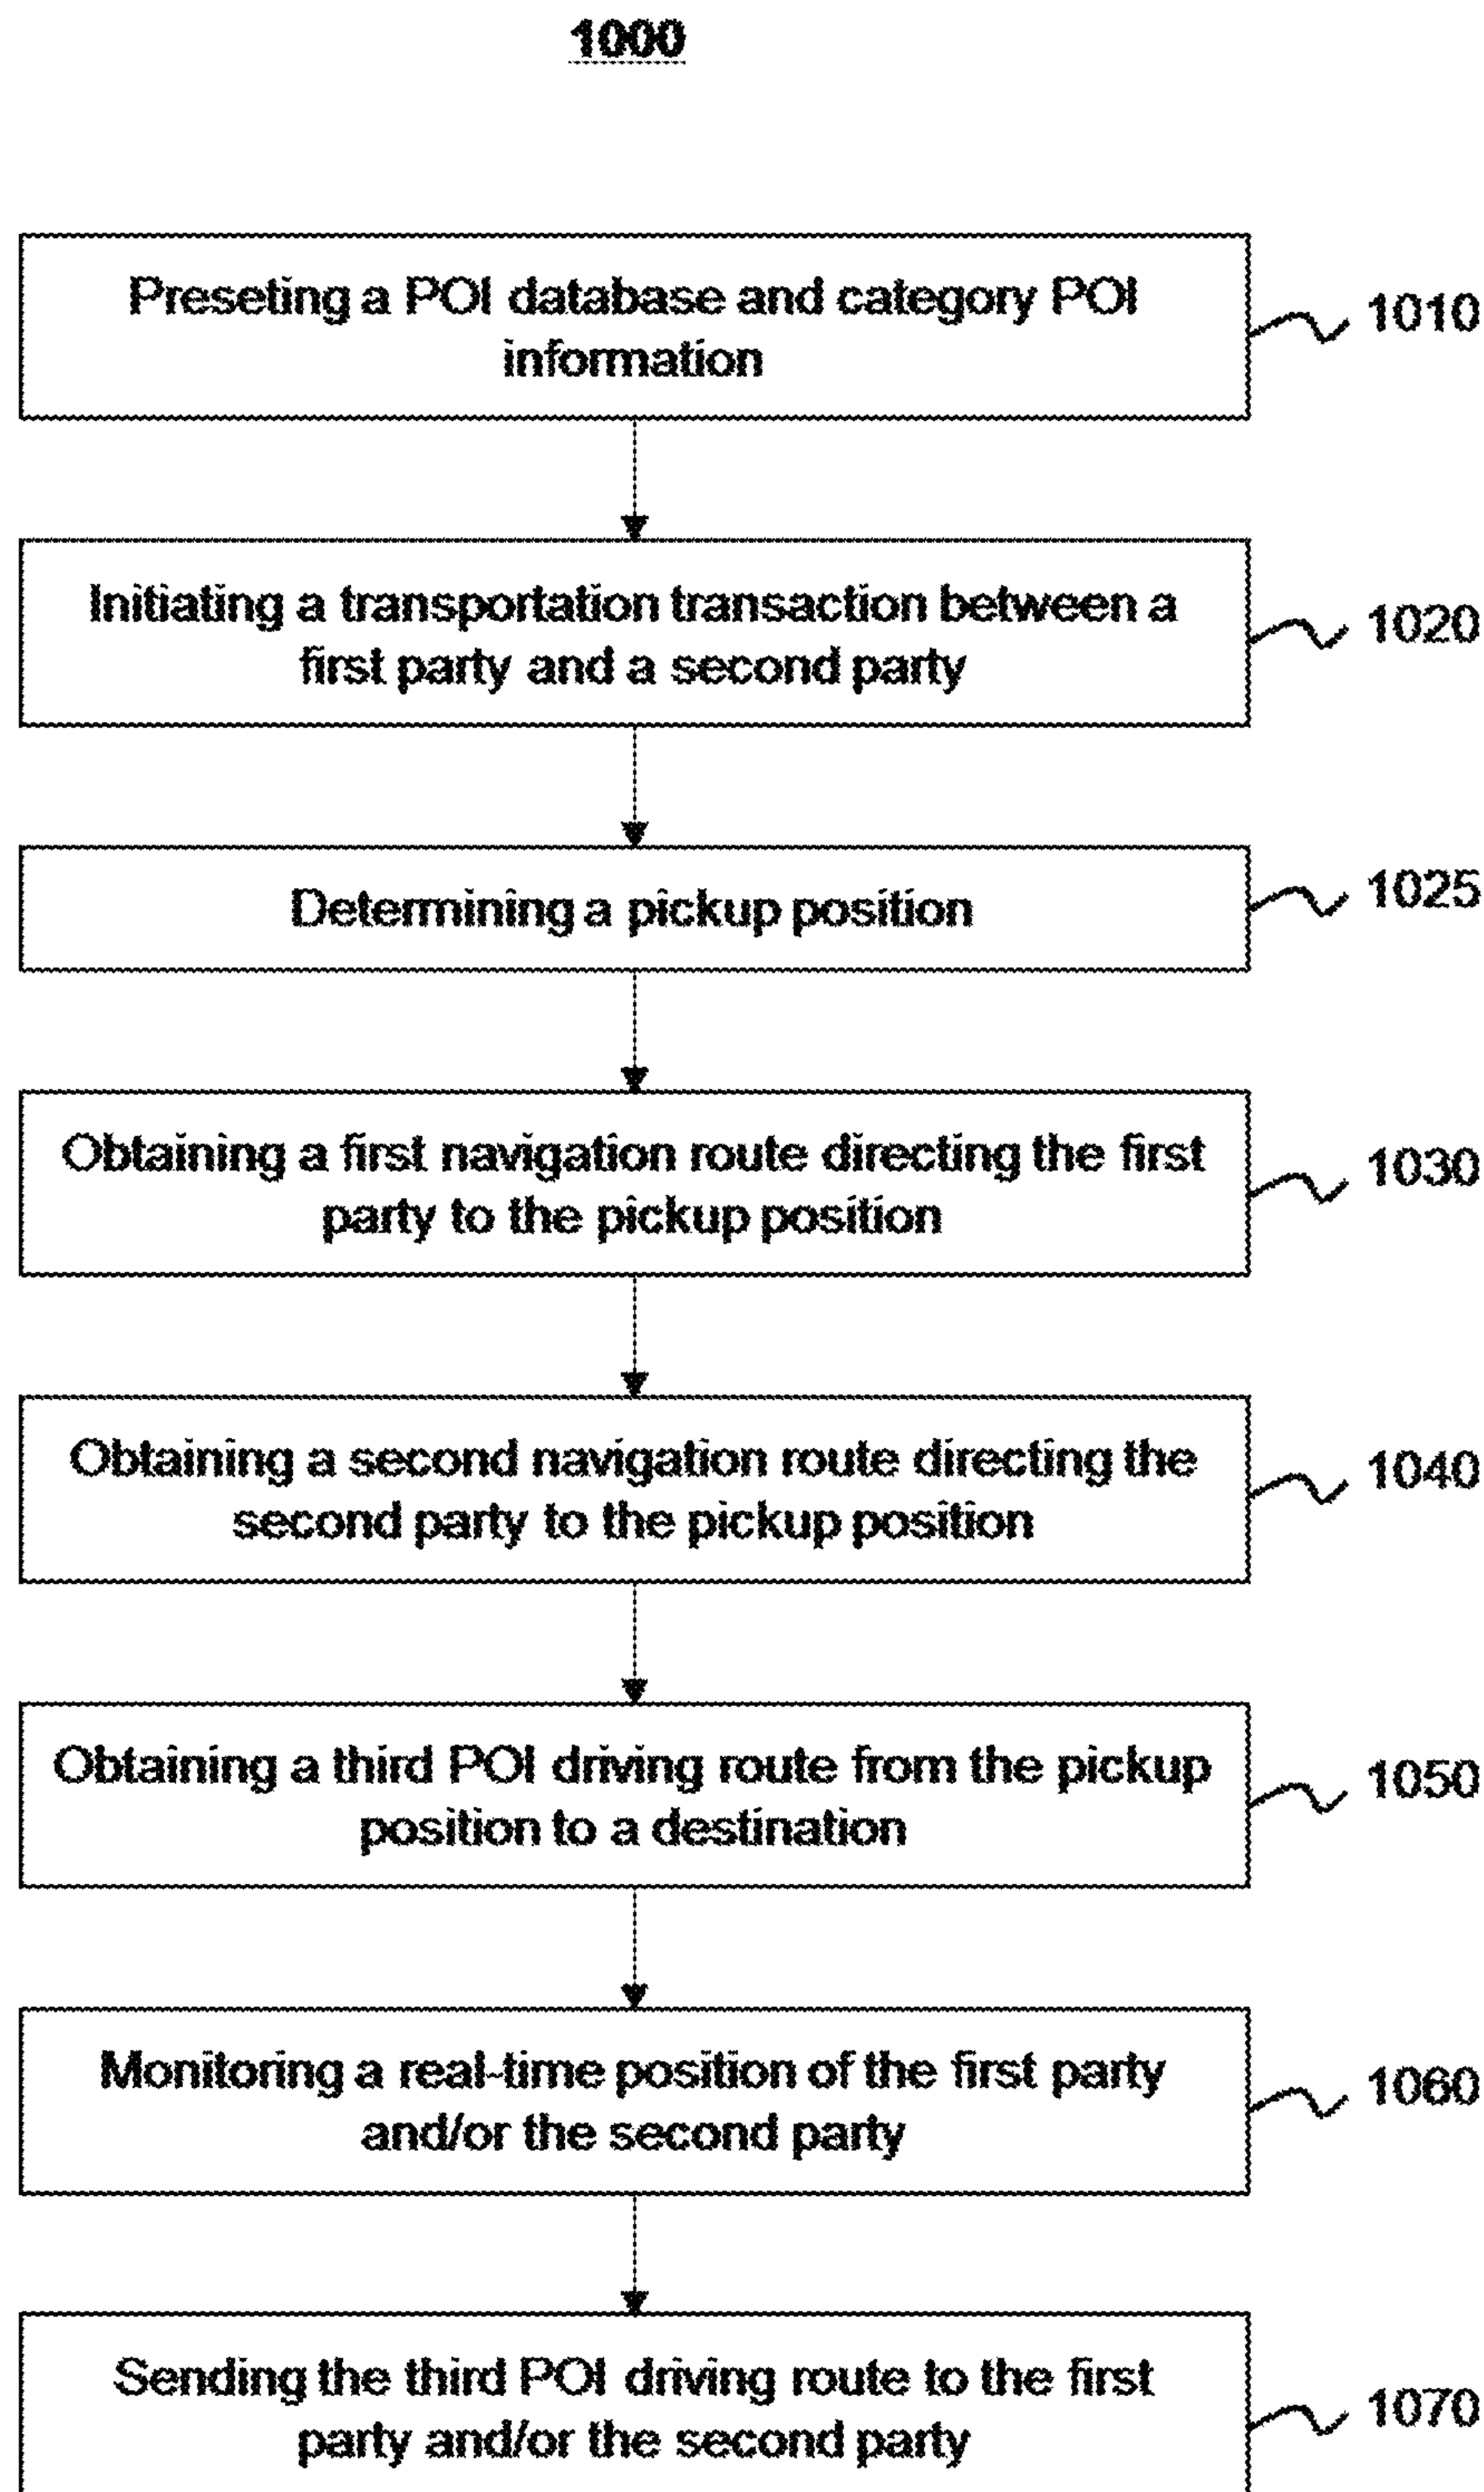 1000
Preseting a POI database and category POI
information
1010
Initiating a transportation transaction between a
first party and a second party
1020
Determining a pickup position
1025
Obtaining a first navigation route directing the first
party to the pickup position
1030
Obtaining a second navigation route directing the
second party to the pickup position
1040
Obtaining a third POI driving route from the pickup
position to a destination
1050
Monitoring a real-time position of the first party
and/or the second party
1060
Sending the third POI driving route to the first
party and/or the second party
1070